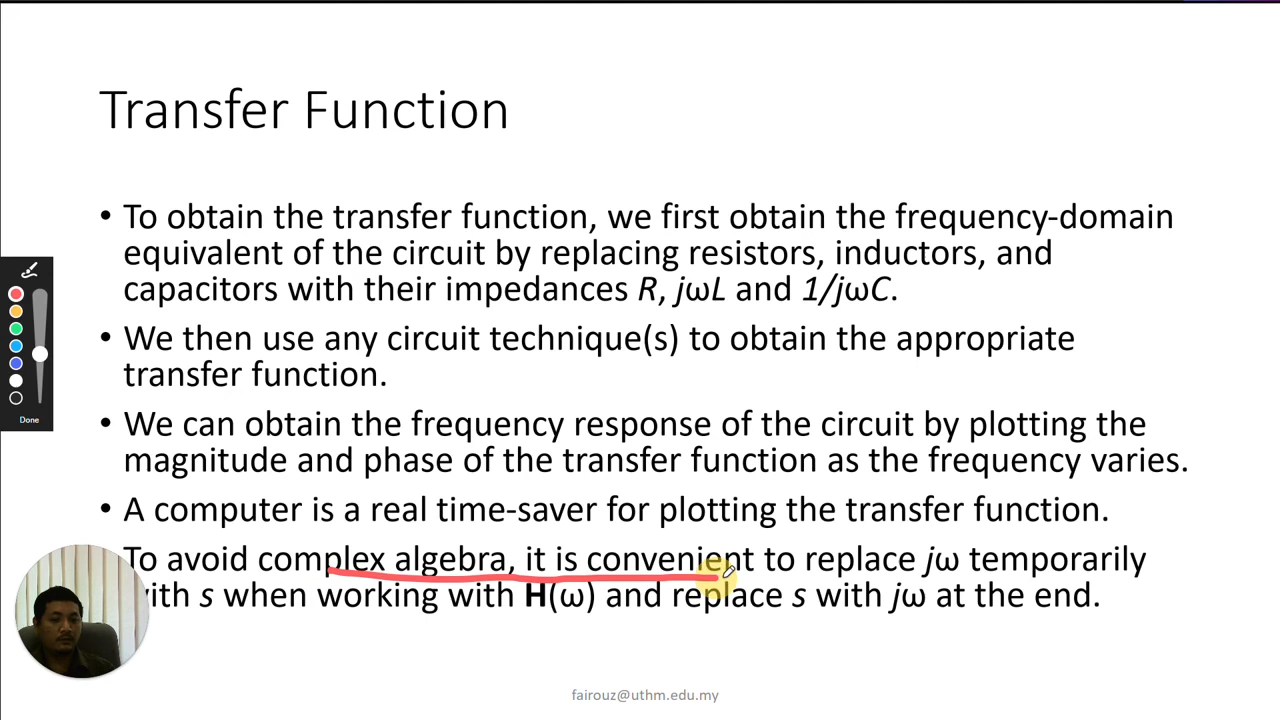 Transfer Function
• To obtain the transfer function, we first obtain the frequency-domain
equivalent of the circuit by replacing resistors, inductors, and
capacitors with their impedances R, jωL and 1/jωC.
• We then use any circuit technique(s) to obtain the appropriate
transfer function.
• We can obtain the frequency response of the circuit by plotting the
magnitude and phase of the transfer function as the frequency varies.
• A computer is a real time-saver for plotting the transfer function.
To avoid complex algebra, it is convenient to replace jω temporarily
with s when working with H(ω) and replace s with jω at the end.
Done
fairouz@uthm.edu.my